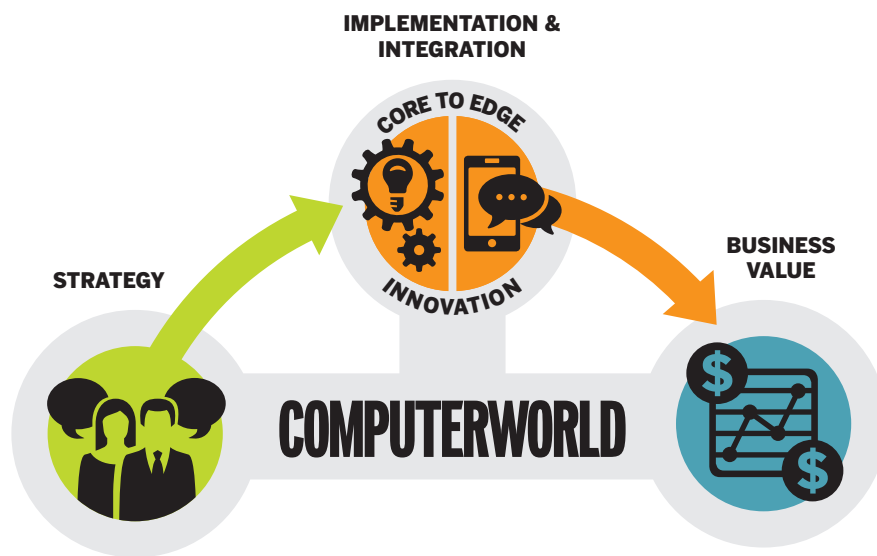 IMPLEMENTATION &
INTEGRATION
CORE TO EDGE
INNOVATION
STRATEGY
BUSINESS
VALUE
$
COMPUTERWORLD
$